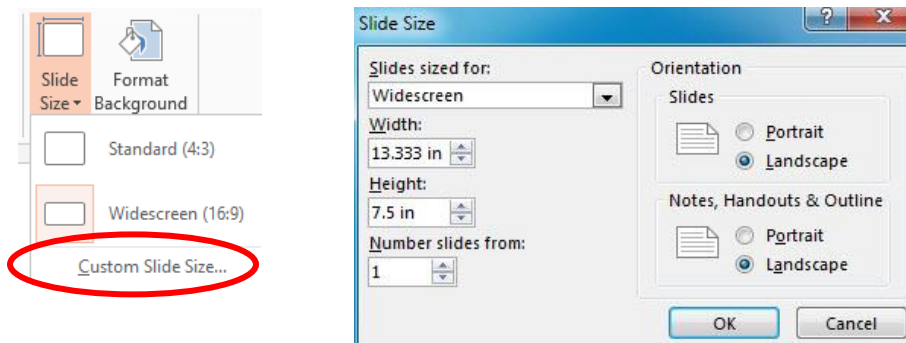 Slide Format
Size Background
Standard (4:3)
Widescreen (16:9)
Custom Slide Size...
Slide Size
? X
Slides sized for:
Widescreen
Width:
13.333 in
Height:
7.5 in
Number slides from:
1
Orientation
Slides
Portrait
Landscape
Notes, Handouts & Outline
Portrait
Landscape
OK Cancel